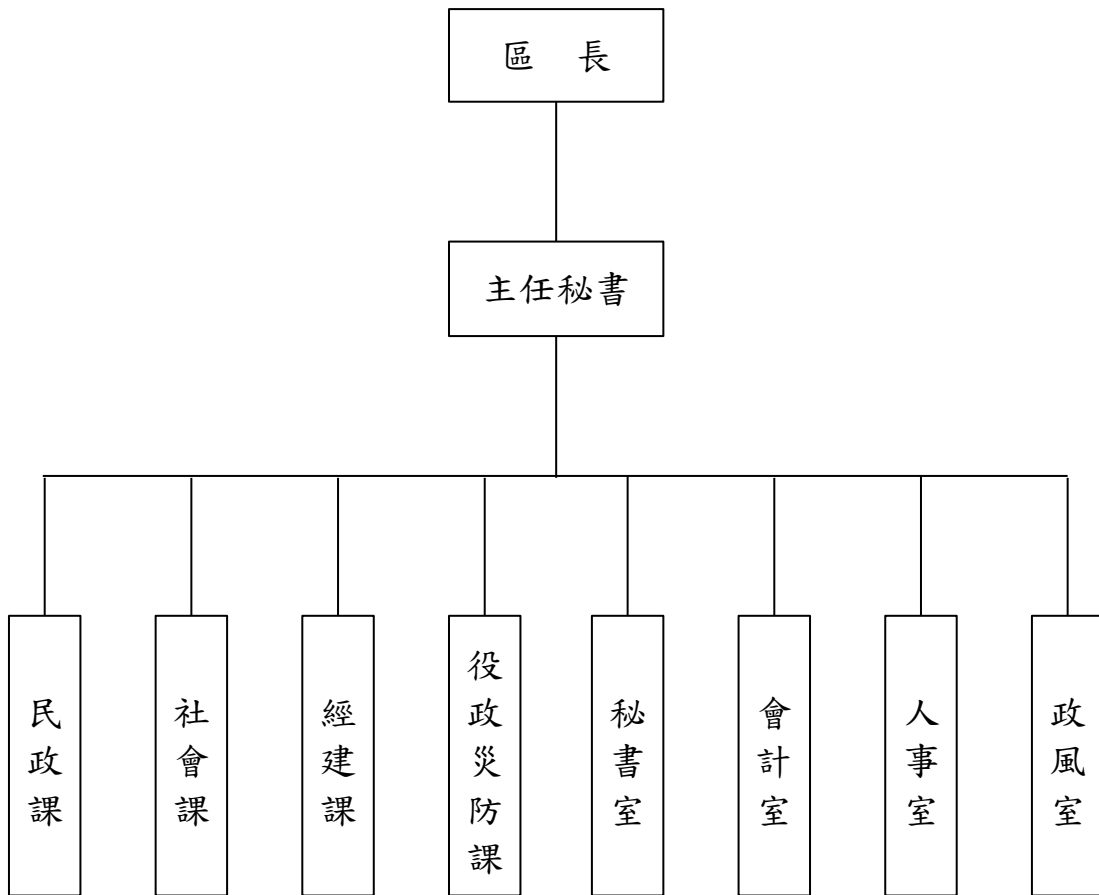 區　長
主任秘書
民政課
社會課
經建課
役政災防課
秘書室
會計室
人事室
政風室